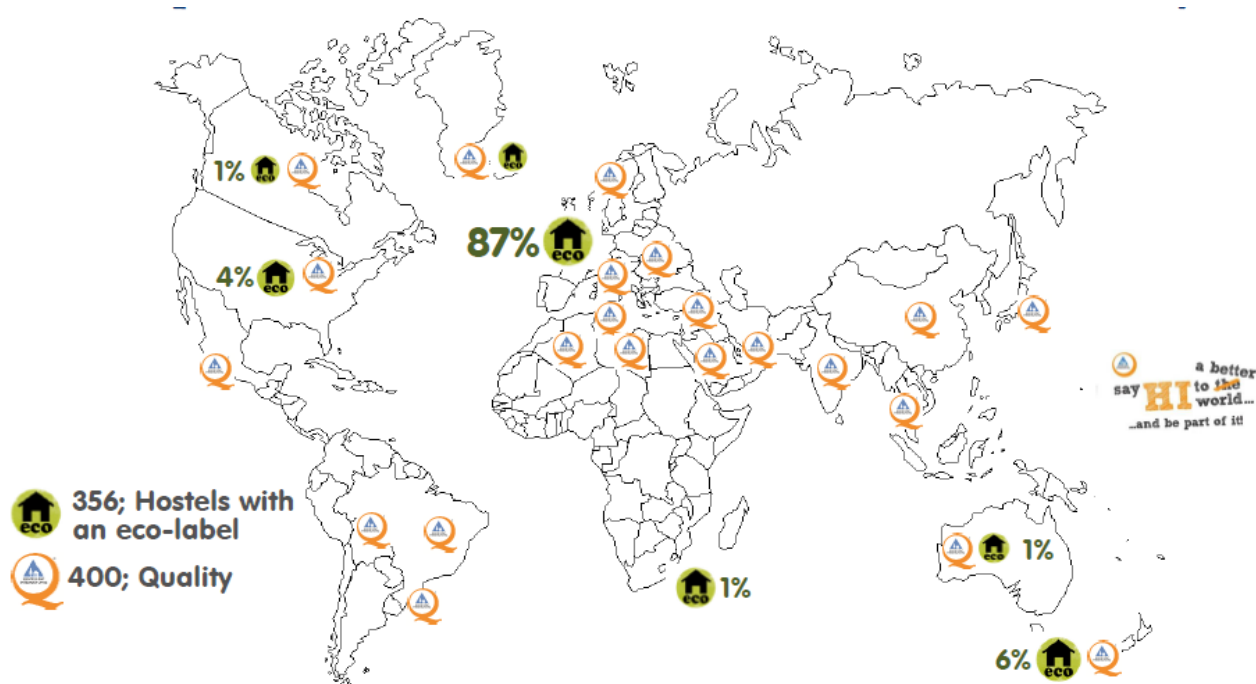 1%
eco
eco
87%
eco
4%
eco
a better
say HI to the
world...
...and be part of it!
356; Hostels with
an eco-label
eco
400; Quality
eco
1%
eco
1%
6%
eco